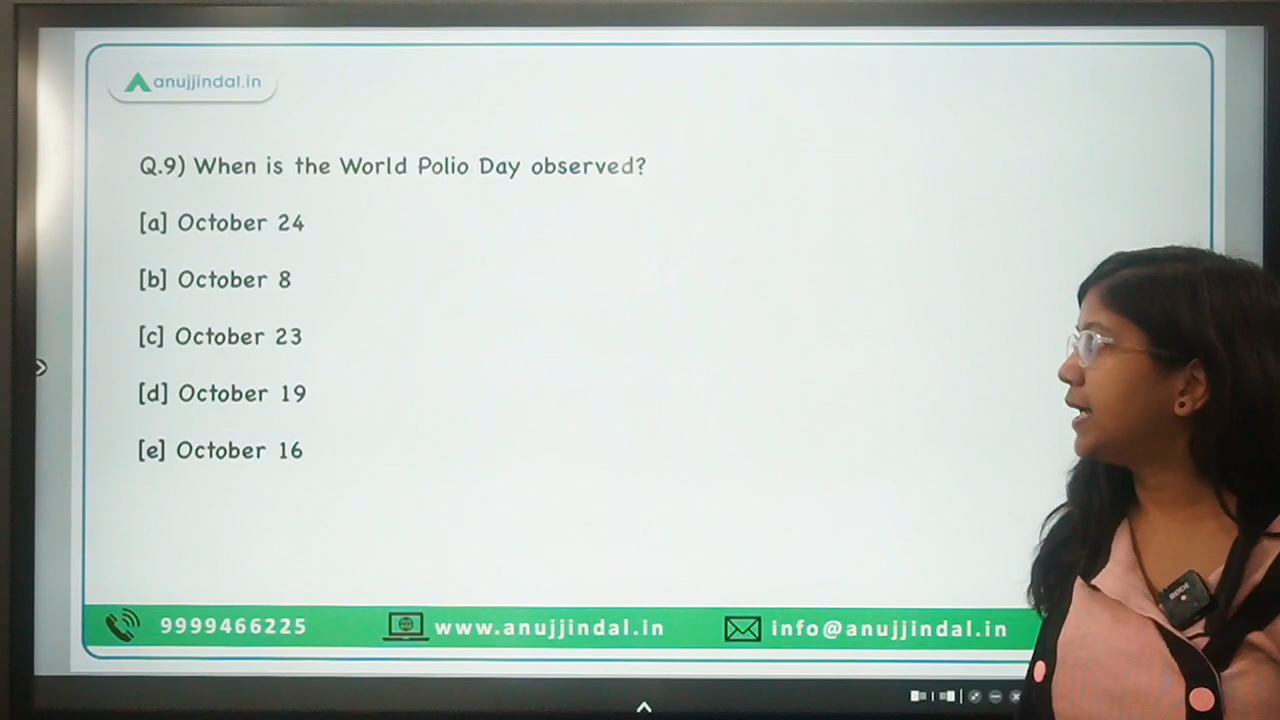 anujjindal.in
Q.9) When is the World Polio Day observed?
[a] October 24
[b] October 8
[c] October 23
[d] October 19
[e] October 16
9999466225 www.anujjindal.in info@anujjindal.in